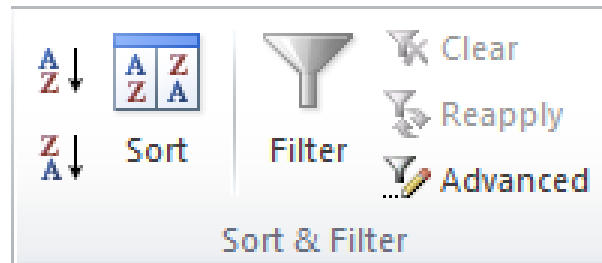 A
Z
Z
A
A Z
Z A
Sort
Filter
Clear
Reapply
Advanced
Sort & Filter